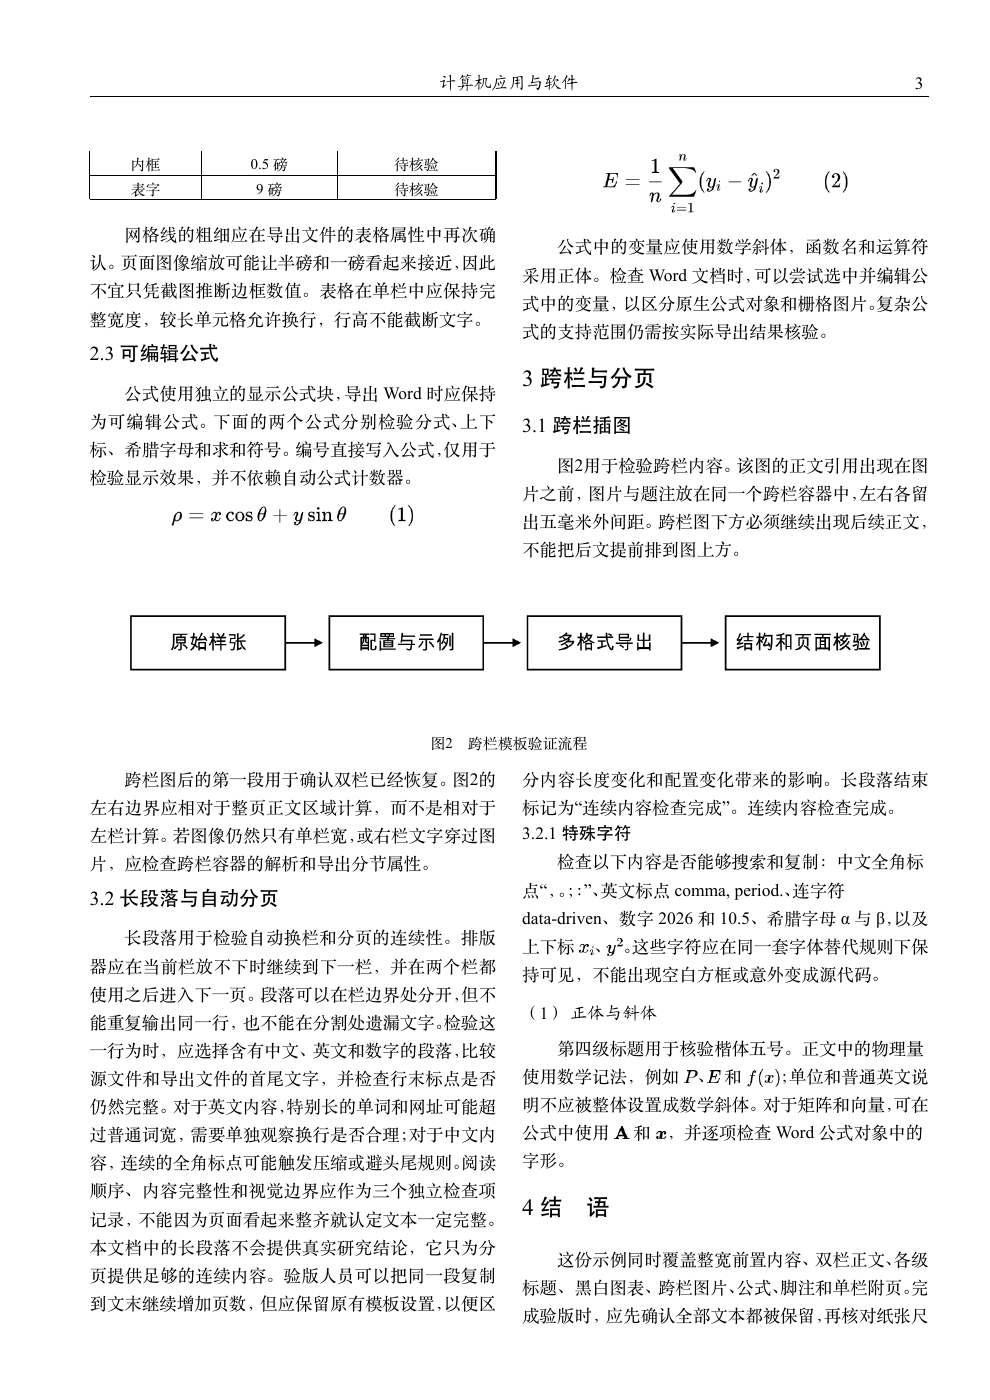 计算机应用与软件 3
内框 0.5 磅 待核验
表字 9 磅 待核验
网格线的粗细应在导出文件的表格属性中再次确
认。页面图像缩放可能让半磅和一磅看起来接近，因此
不宜只凭截图推断边框数值。表格在单栏中应保持完
整宽度，较长单元格允许换行，行高不能截断文字。
2.3 可编辑公式
公式使用独立的显示公式块，导出 Word 时应保持
为可编辑公式。下面的两个公式分别检验分式、上下
标、希腊字母和求和符号。编号直接写入公式，仅用于
检验显示效果，并不依赖自动公式计数器。
ρ = x cos θ + y sin θ (1)
E = \frac{1}{n} \sum_{i=1}^{n} (y_i − ŷ_i)² (2)
公式中的变量应使用数学斜体，函数名和运算符
采用正体。检查 Word 文档时，可以尝试选中并编辑公
式中的变量，以区分原生公式对象和栅格图片。复杂公
式的支持范围仍需按实际导出结果核验。
3 跨栏与分页
3.1 跨栏插图
图2用于检验跨栏内容。该图的正文引用出现在图
片之前，图片与题注放在同一个跨栏容器中，左右各留
出五毫米外间距。跨栏图下方必须继续出现后续正文，
不能把后文提前排到图上方。
原始样张 配置与示例 多格式导出 结构和页面核验
图2 跨栏模板验证流程
跨栏图后的第一段用于确认双栏已经恢复。图2的
左右边界应相对于整页正文区域计算，而不是相对于
左栏计算。若图像仍然只有单栏宽，或右栏文字穿过图
片，应检查跨栏容器的解析和导出分节属性。
3.2 长段落与自动分页
长段落用于检验自动换栏和分页的连续性。排版
器应在当前栏放不下时继续到下一栏，并在两个栏都
使用之后进入下一页。段落可以在栏边界处分开，但不
能重复输出同一行，也不能在分割处遗漏文字。检验这
一行为时，应选择含有中文、英文和数字的段落，比较
源文件和导出文件的首尾文字，并检查行末标点是否
仍然完整。对于英文内容，特别长的单词和网址可能超
过普通词宽，需要单独观察换行是否合理；对于中文内
容，连续的全角标点可能触发压缩或避头尾规则。阅读
顺序、内容完整性和视觉边界应作为三个独立检查项
记录，不能因为页面看起来整齐就认定文本一定完整。
本文档中的长段落不会提供真实研究结论，它只为分
页提供足够的连续内容。验版人员可以把同一段复制
到文末继续增加页数，但应保留原有模板设置，以便区
分内容长度变化和配置变化带来的影响。长段落结束
标记为“连续内容检查完成”。连续内容检查完成。
3.2.1 特殊字符
检查以下内容是否能够搜索和复制：中文全角标
点“，。；：”、英文标点 comma, period.、连字符
data-driven、数字 2026 和 10.5、希腊字母 α 与 β，以及
上下标 x_i、y²。这些字符应在同一套字体替代规则下保
持可见，不能出现空白方框或意外变成源代码。
（1） 正体与斜体
第四级标题用于核验楷体五号。正文中的物理量
使用数学记法，例如 P、E 和 f(x)；单位和普通英文说
明不应被整体设置成数学斜体。对于矩阵和向量，可在
公式中使用 A 和 x，并逐项检查 Word 公式对象中的
字形。
4 结 语
这份示例同时覆盖整宽前置内容、双栏正文、各级
标题、黑白图表、跨栏图片、公式、脚注和单栏附页。完
成验版时，应先确认全部文本都被保留，再核对纸张尺